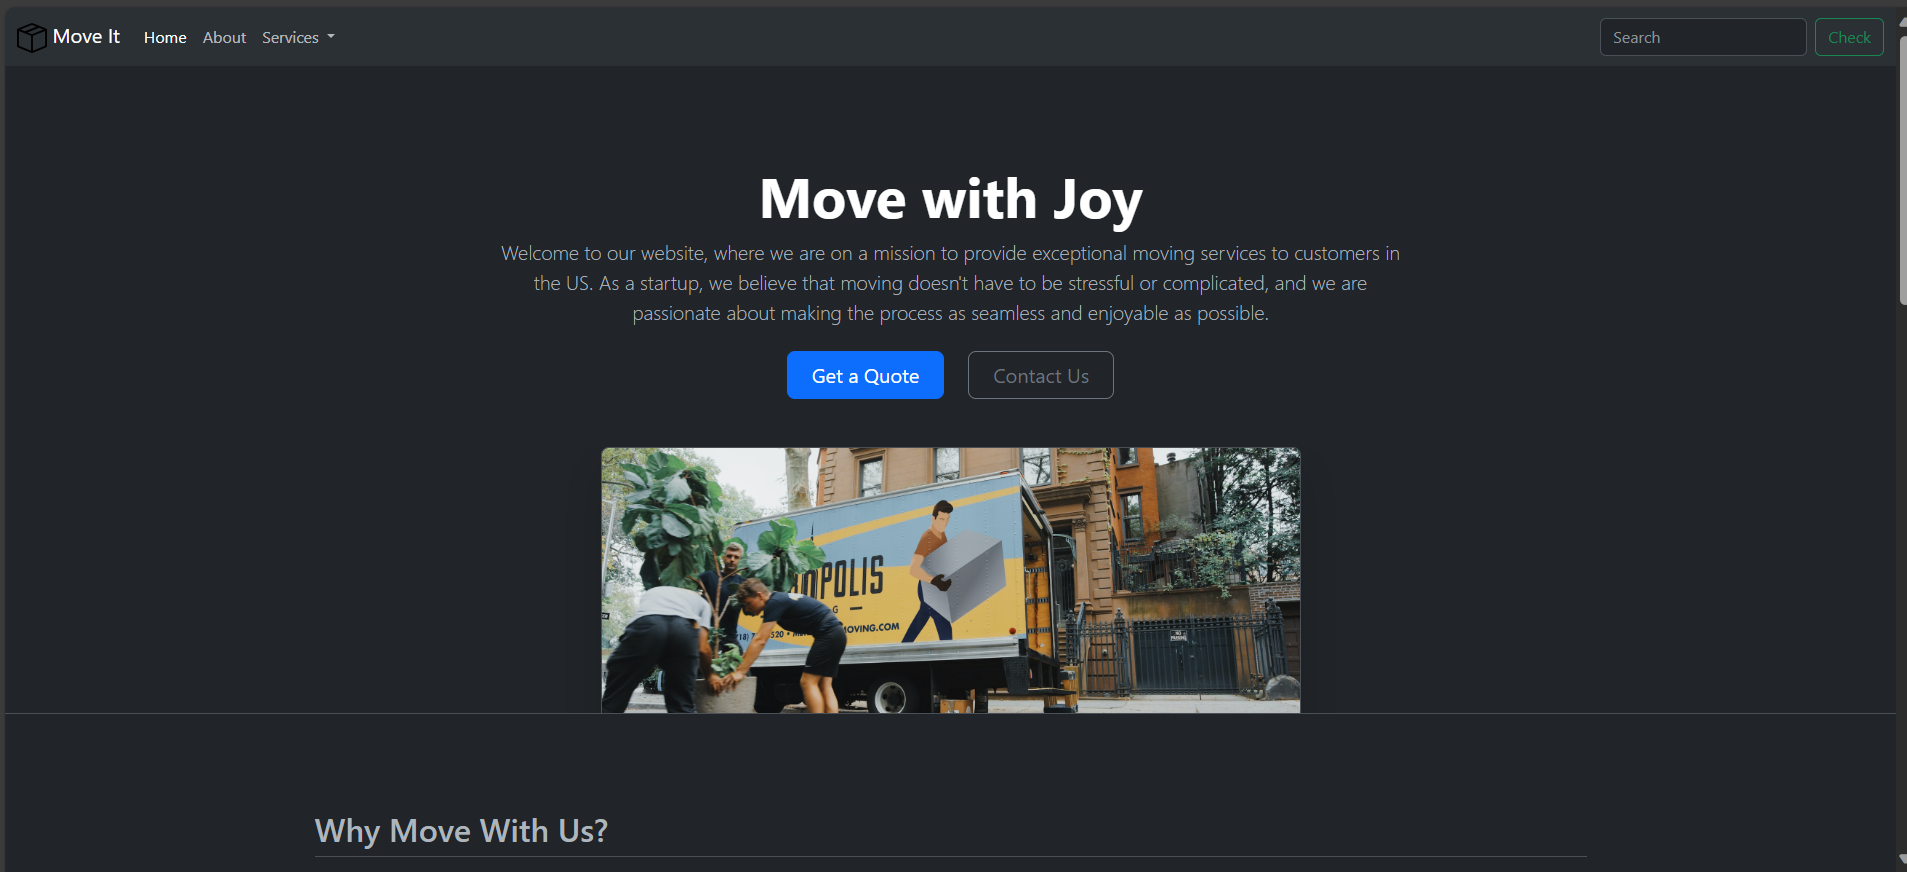 Move It Home About Services Search Check
Move with Joy
Welcome to our website, where we are on a mission to provide exceptional moving services to customers in
the US. As a startup, we believe that moving doesn't have to be stressful or complicated, and we are
passionate about making the process as seamless and enjoyable as possible.
Get a Quote Contact Us
POLIS
MOVING.COM
NO
PARKING
Why Move With Us?